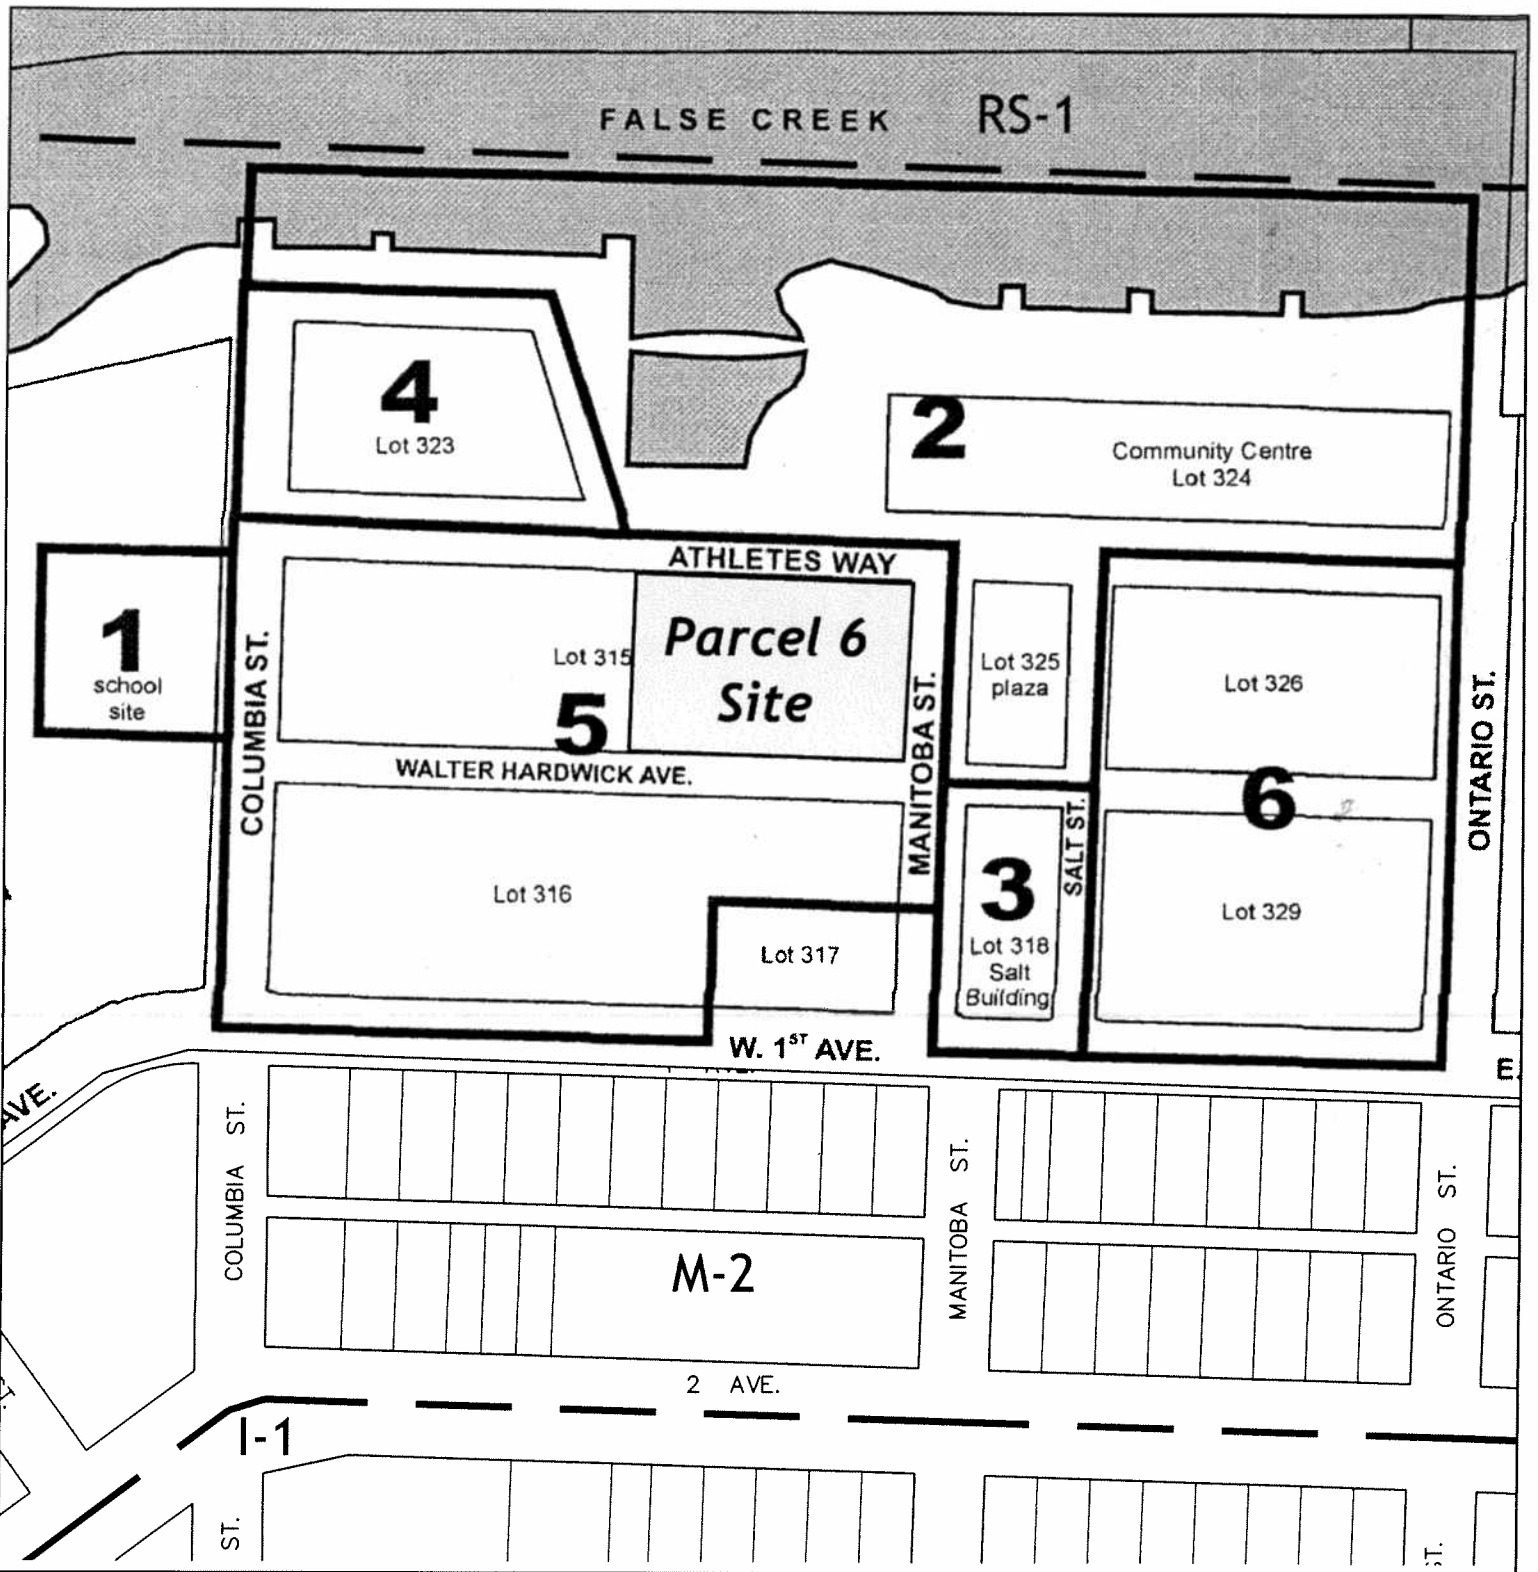 FALSE CREEK RS-1
4
Lot 323
2
Community Centre
Lot 324
ATHLETES WAY
1
school
site
COLUMBIA ST.
Lot 315
5
Parcel 6
Site
MANITOBA ST.
Lot 325
plaza
Lot 326
ONTARIO ST.
WALTER HARDWICK AVE.
6
Lot 316
Lot 317
3
Lot 318
Salt
Building
SALT ST.
Lot 329
W. 1ST AVE.
E.
AVE.
COLUMBIA ST.
MANITOBA ST.
ONTARIO ST.
M-2
2 AVE.
I-1
ST.
ST.
ST.